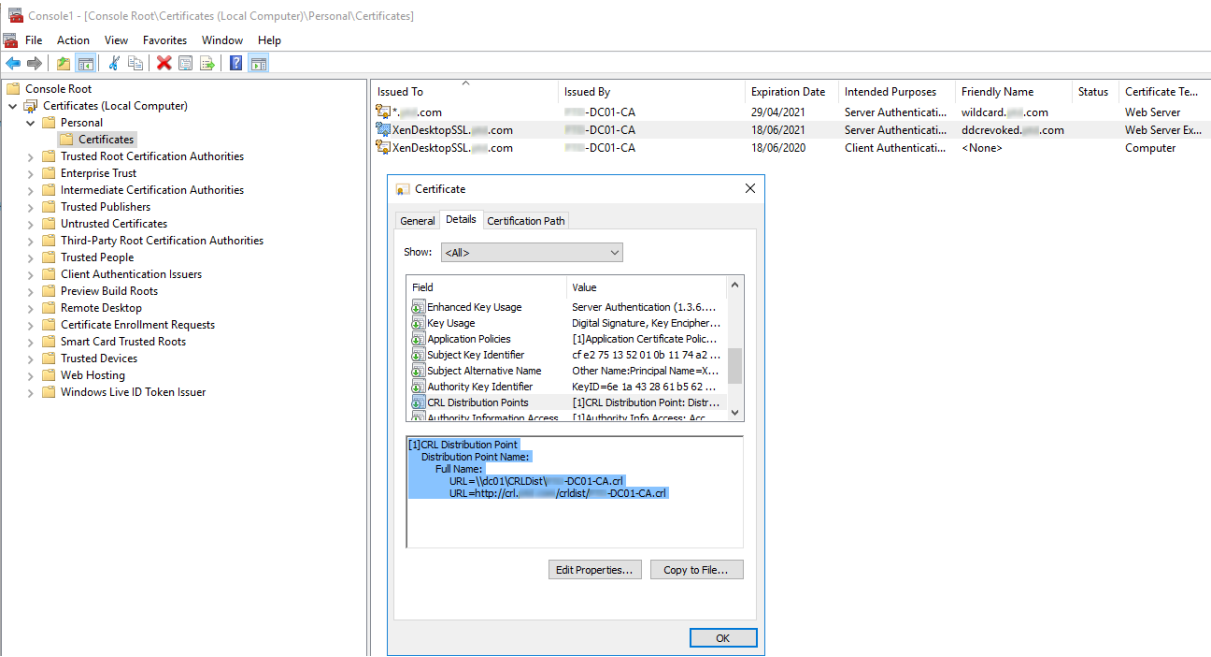 Console1 - [Console Root\Certificates (Local Computer)\Personal\Certificates]
File Action View Favorites Window Help
Console Root
Certificates (Local Computer)
Personal
Certificates
Trusted Root Certification Authorities
Enterprise Trust
Intermediate Certification Authorities
Trusted Publishers
Untrusted Certificates
Third-Party Root Certification Authorities
Trusted People
Client Authentication Issuers
Preview Build Roots
Remote Desktop
Certificate Enrollment Requests
Smart Card Trusted Roots
Trusted Devices
Web Hosting
Windows Live ID Token Issuer
Issued To Issued By Expiration Date Intended Purposes Friendly Name Status Certificate Te...
*. .com -DC01-CA 29/04/2021 Server Authenticati... wildcard. .com Web Server
XenDesktopSSL. .com -DC01-CA 18/06/2021 Server Authenticati... ddcrevoked. .com Web Server Ex...
XenDesktopSSL. .com -DC01-CA 18/06/2020 Client Authenticati... <None> Computer
Certificate
General Details Certification Path
Show: <All>
Field Value
Enhanced Key Usage Server Authentication (1.3.6....
Key Usage Digital Signature, Key Encipher...
Application Policies [1]Application Certificate Polic...
Subject Key Identifier cf e2 75 13 52 01 0b 11 74 a2 ...
Subject Alternative Name Other Name:Principal Name=X...
Authority Key Identifier KeyID=6e 1a 43 28 61 b5 62 ...
CRL Distribution Points [1]CRL Distribution Point: Distr...
Authority Information Access [1]Authority Info Access: Acc...
[1]CRL Distribution Point
Distribution Point Name:
Full Name:
URL=\\dc01\CRLDist\ -DC01-CA.crl
URL=http://crl. /crldist/ -DC01-CA.crl
Edit Properties... Copy to File...
OK